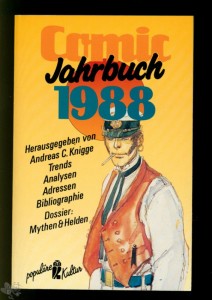 Comic
Jahrbuch
1988
Herausgegeben von
Andreas C. Knigge
Trends
Analysen
Adressen
Bibliographie
Dossier:
Mythen & Helden
populäre Kultur